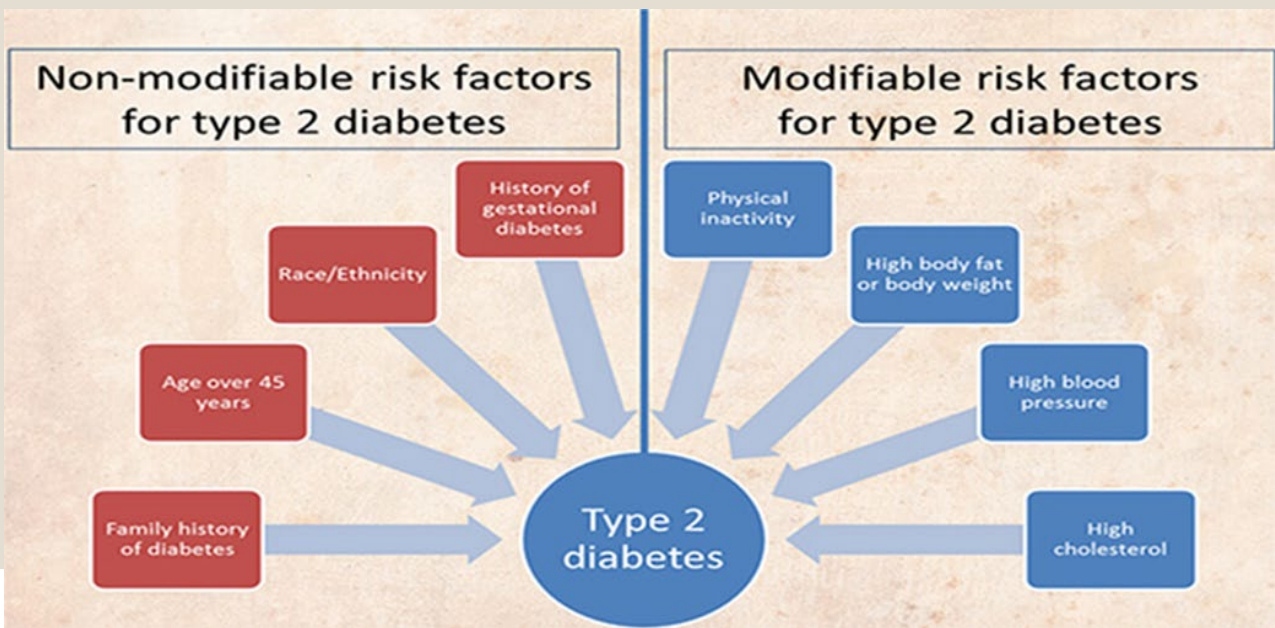 Non-modifiable risk factors
for type 2 diabetes
Modifiable risk factors
for type 2 diabetes
History of
gestational
diabetes
Physical
inactivity
Race/Ethnicity
High body fat
or body weight
Age over 45
years
High blood
pressure
Family history
of diabetes
Type 2
diabetes
High
cholesterol